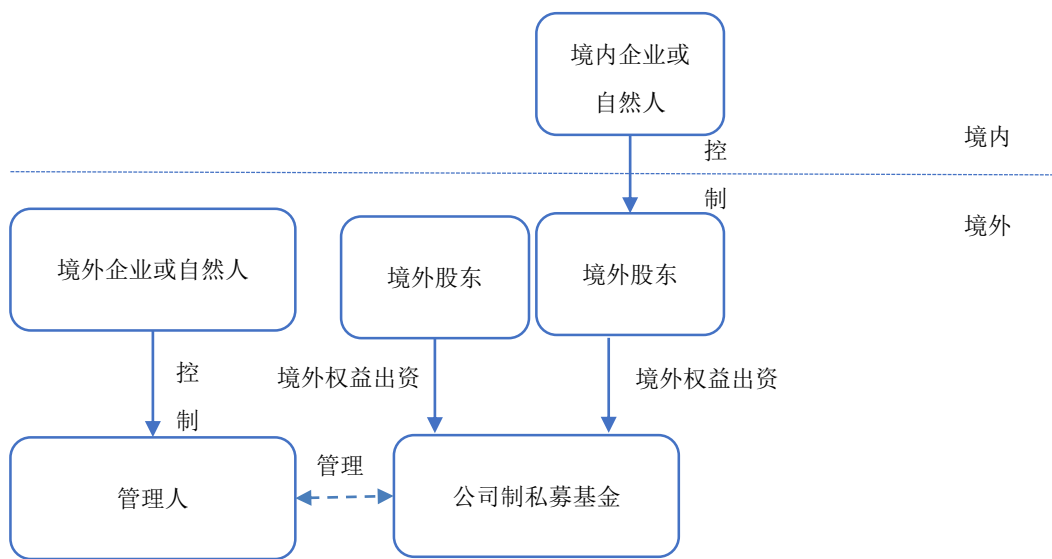 境内企业或
自然人
境内
控
制
境外
境外企业或自然人
境外股东
境外股东
控
制
境外权益出资
境外权益出资
管理
管理人
公司制私募基金